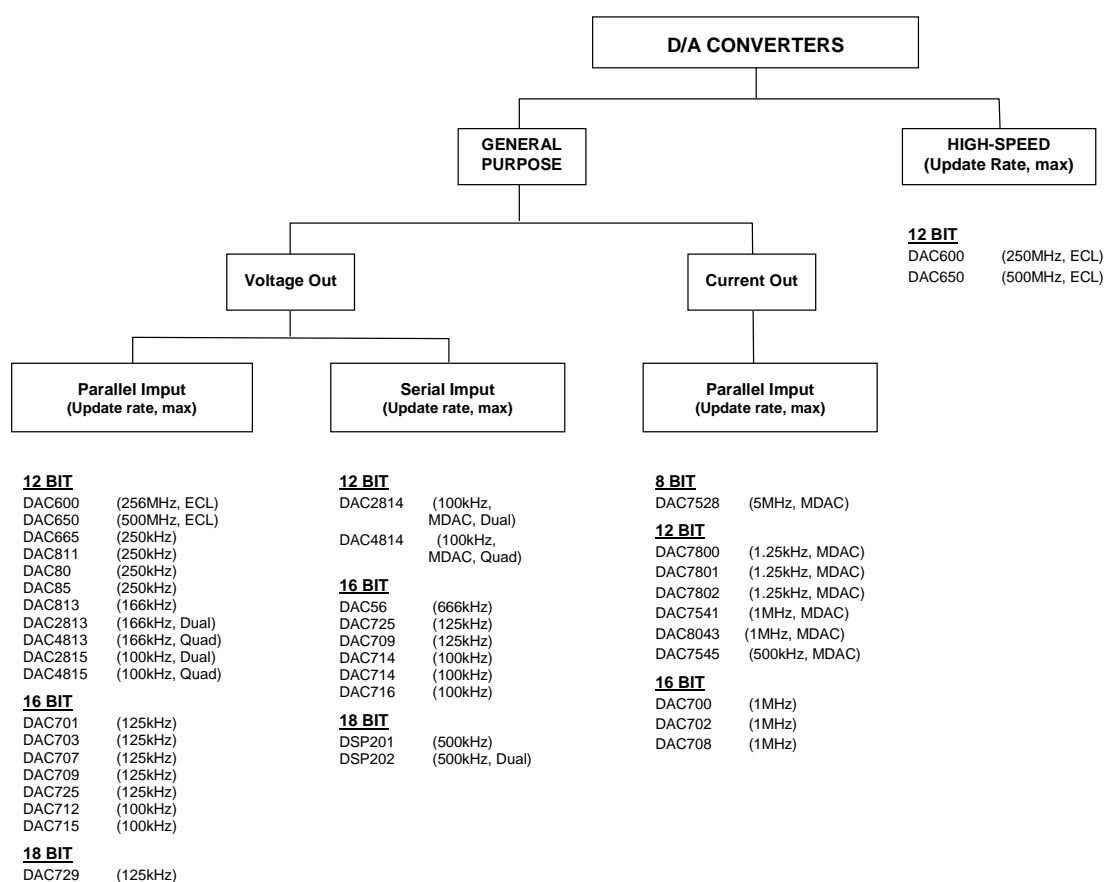 D/A CONVERTERS
GENERAL
PURPOSE
HIGH-SPEED
(Update Rate, max)
12 BIT
DAC600 (250MHz, ECL)
DAC650 (500MHz, ECL)
Voltage Out
Current Out
Parallel Imput
(Update rate, max)
Serial Imput
(Update rate, max)
Parallel Imput
(Update rate, max)
12 BIT
DAC600 (256MHz, ECL)
DAC650 (500MHz, ECL)
DAC665 (250kHz)
DAC811 (250kHz)
DAC80 (250kHz)
DAC85 (250kHz)
DAC813 (166kHz)
DAC2813 (166kHz, Dual)
DAC4813 (166kHz, Quad)
DAC2815 (100kHz, Dual)
DAC4815 (100kHz, Quad)
16 BIT
DAC701 (125kHz)
DAC703 (125kHz)
DAC707 (125kHz)
DAC709 (125kHz)
DAC725 (125kHz)
DAC712 (100kHz)
DAC715 (100kHz)
18 BIT
DAC729 (125kHz)
12 BIT
DAC2814 (100kHz,
MDAC, Dual)
DAC4814 (100kHz,
MDAC, Quad)
16 BIT
DAC56 (666kHz)
DAC725 (125kHz)
DAC709 (125kHz)
DAC714 (100kHz)
DAC714 (100kHz)
DAC716 (100kHz)
18 BIT
DSP201 (500kHz)
DSP202 (500kHz, Dual)
8 BIT
DAC7528 (5MHz, MDAC)
12 BIT
DAC7800 (1.25kHz, MDAC)
DAC7801 (1.25kHz, MDAC)
DAC7802 (1.25kHz, MDAC)
DAC7541 (1MHz, MDAC)
DAC8043 (1MHz, MDAC)
DAC7545 (500kHz, MDAC)
16 BIT
DAC700 (1MHz)
DAC702 (1MHz)
DAC708 (1MHz)